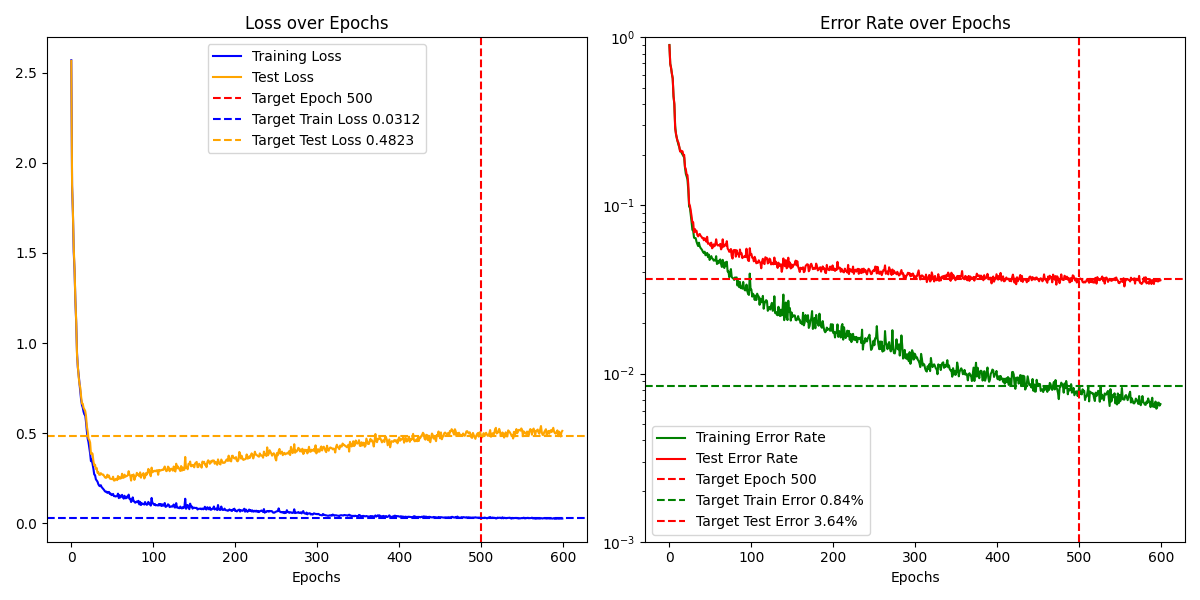 Loss over Epochs
Training Loss
Test Loss
Target Epoch 500
Target Train Loss 0.0312
Target Test Loss 0.4823
2.5
2.0
1.5
1.0
0.5
0.0
0 100 200 300 400 500 600
Epochs
Error Rate over Epochs
10⁰
10⁻¹
10⁻²
10⁻³
Training Error Rate
Test Error Rate
Target Epoch 500
Target Train Error 0.84%
Target Test Error 3.64%
0 100 200 300 400 500 600
Epochs